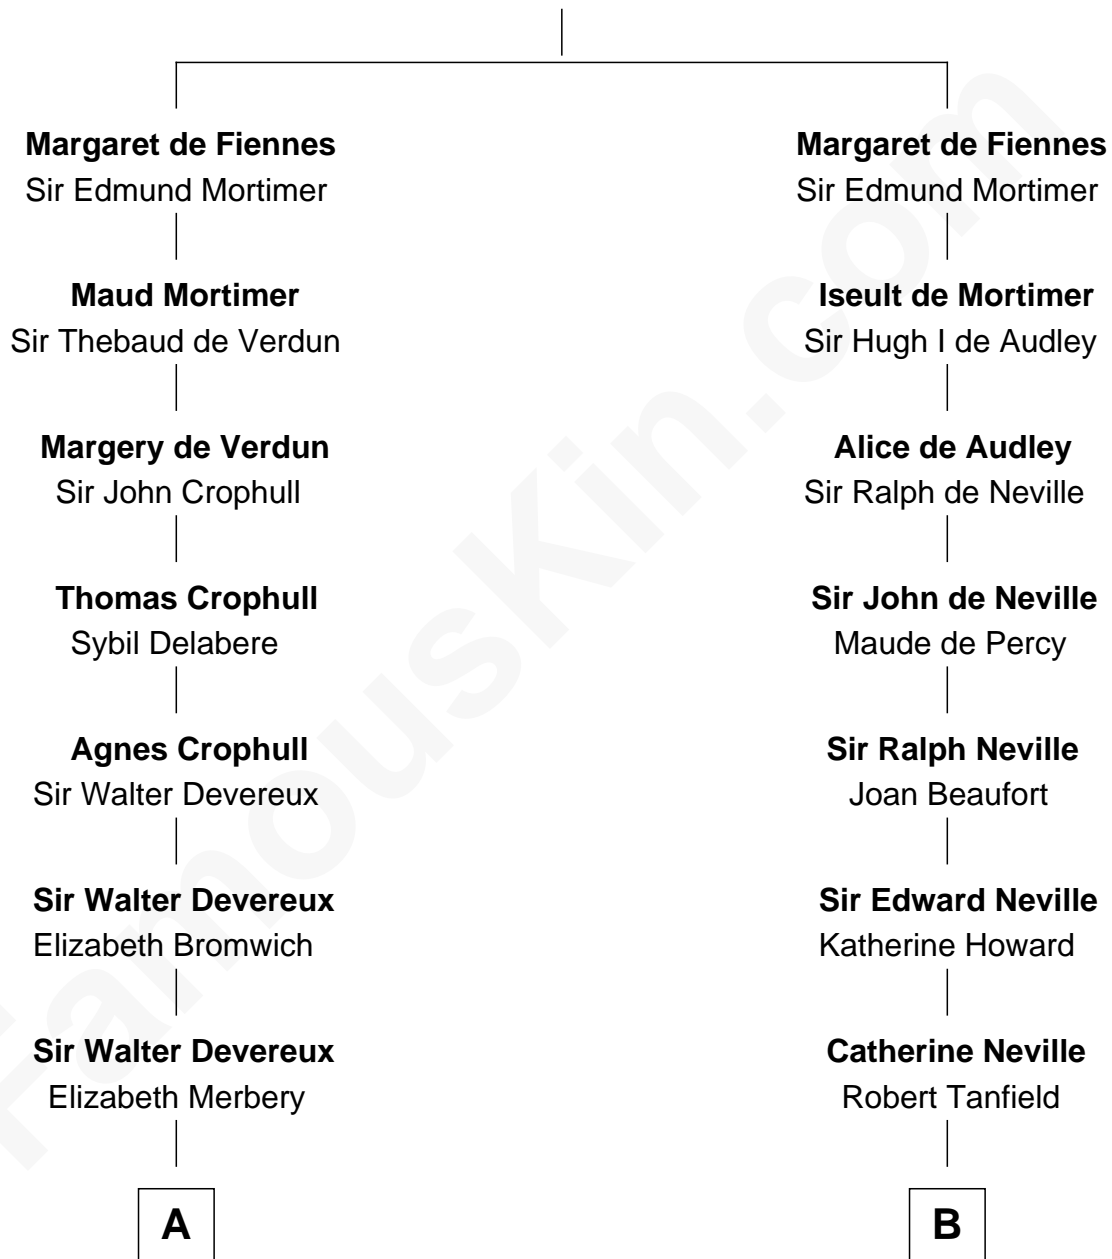 Margaret de Fiennes
Sir Edmund Mortimer
Maud Mortimer
Sir Thebaud de Verdun
Margery de Verdun
Sir John Crophull
Thomas Crophull
Sybil Delabere
Agnes Crophull
Sir Walter Devereux
Sir Walter Devereux
Elizabeth Bromwich
Sir Walter Devereux
Elizabeth Merbery
A
Margaret de Fiennes
Sir Edmund Mortimer
Iseult de Mortimer
Sir Hugh I de Audley
Alice de Audley
Sir Ralph de Neville
Sir John de Neville
Maude de Percy
Sir Ralph Neville
Joan Beaufort
Sir Edward Neville
Katherine Howard
Catherine Neville
Robert Tanfield
B
FamousKin.com